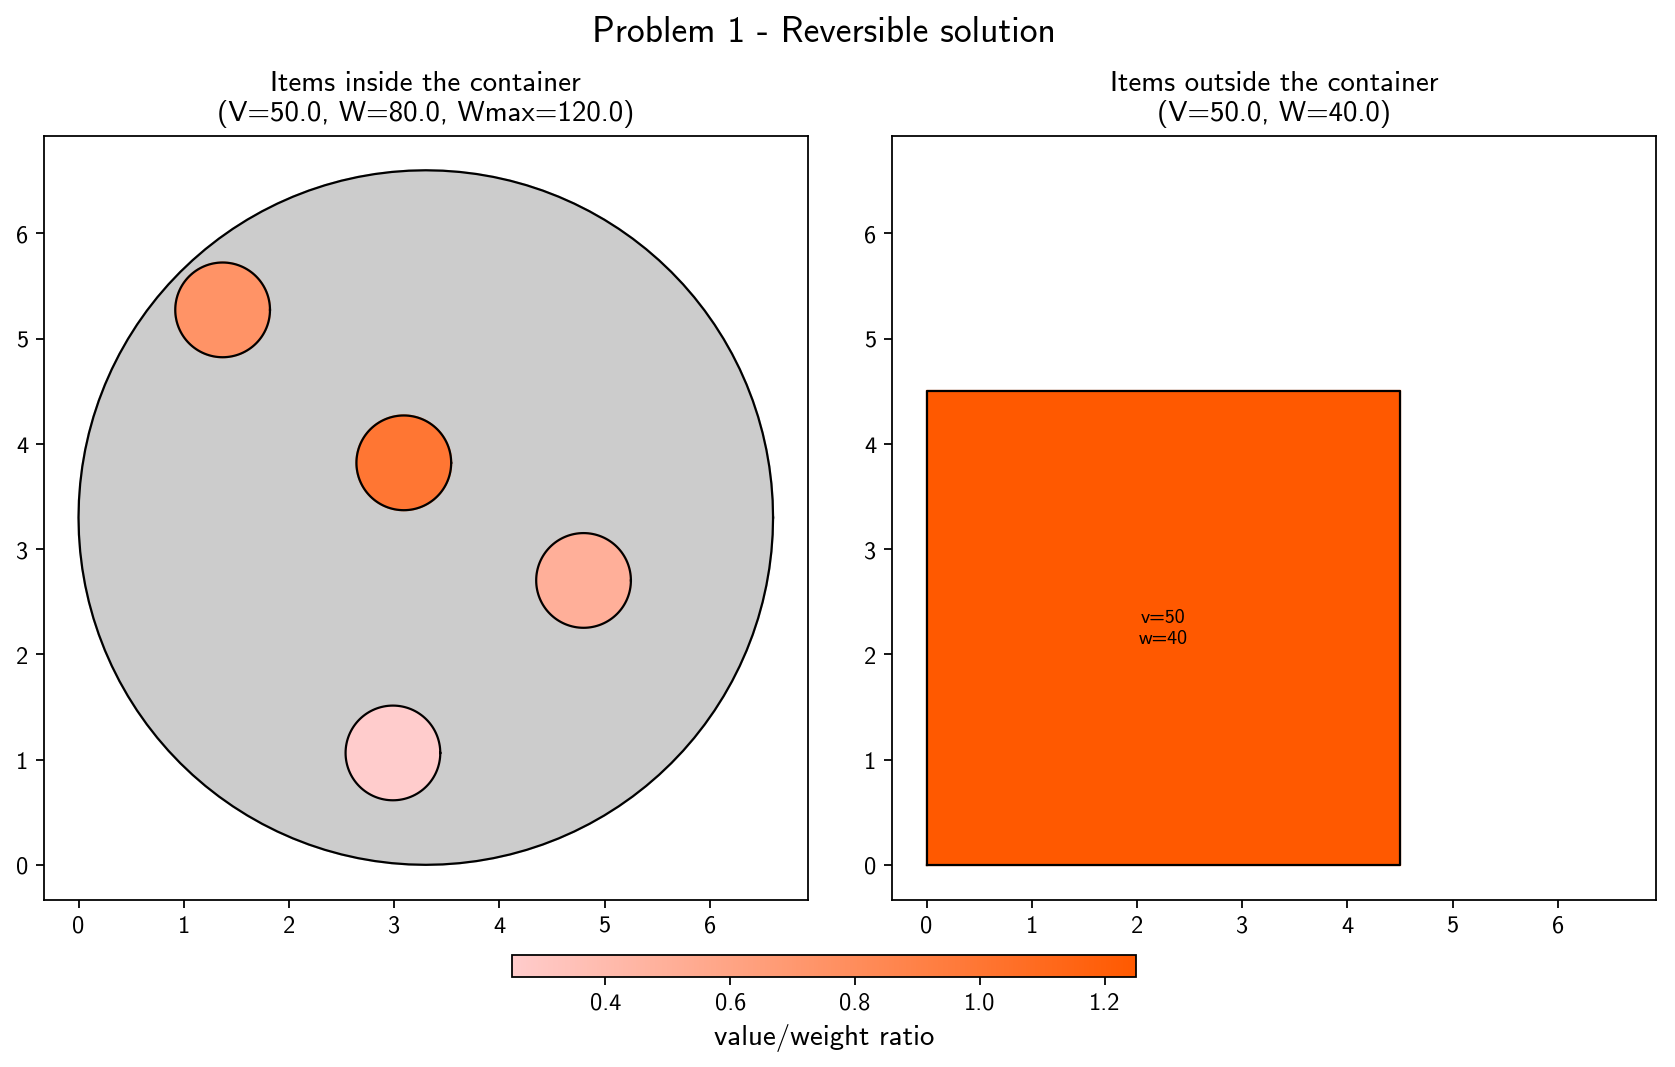 Problem 1 - Reversible solution
Items inside the container
(V=50.0, W=80.0, Wmax=120.0)
6
5
4
3
2
1
0
0 1 2 3 4 5 6
Items outside the container
(V=50.0, W=40.0)
6
5
4
3
2
1
0
v=50
w=40
0 1 2 3 4 5 6
0.4 0.6 0.8 1.0 1.2
value/weight ratio